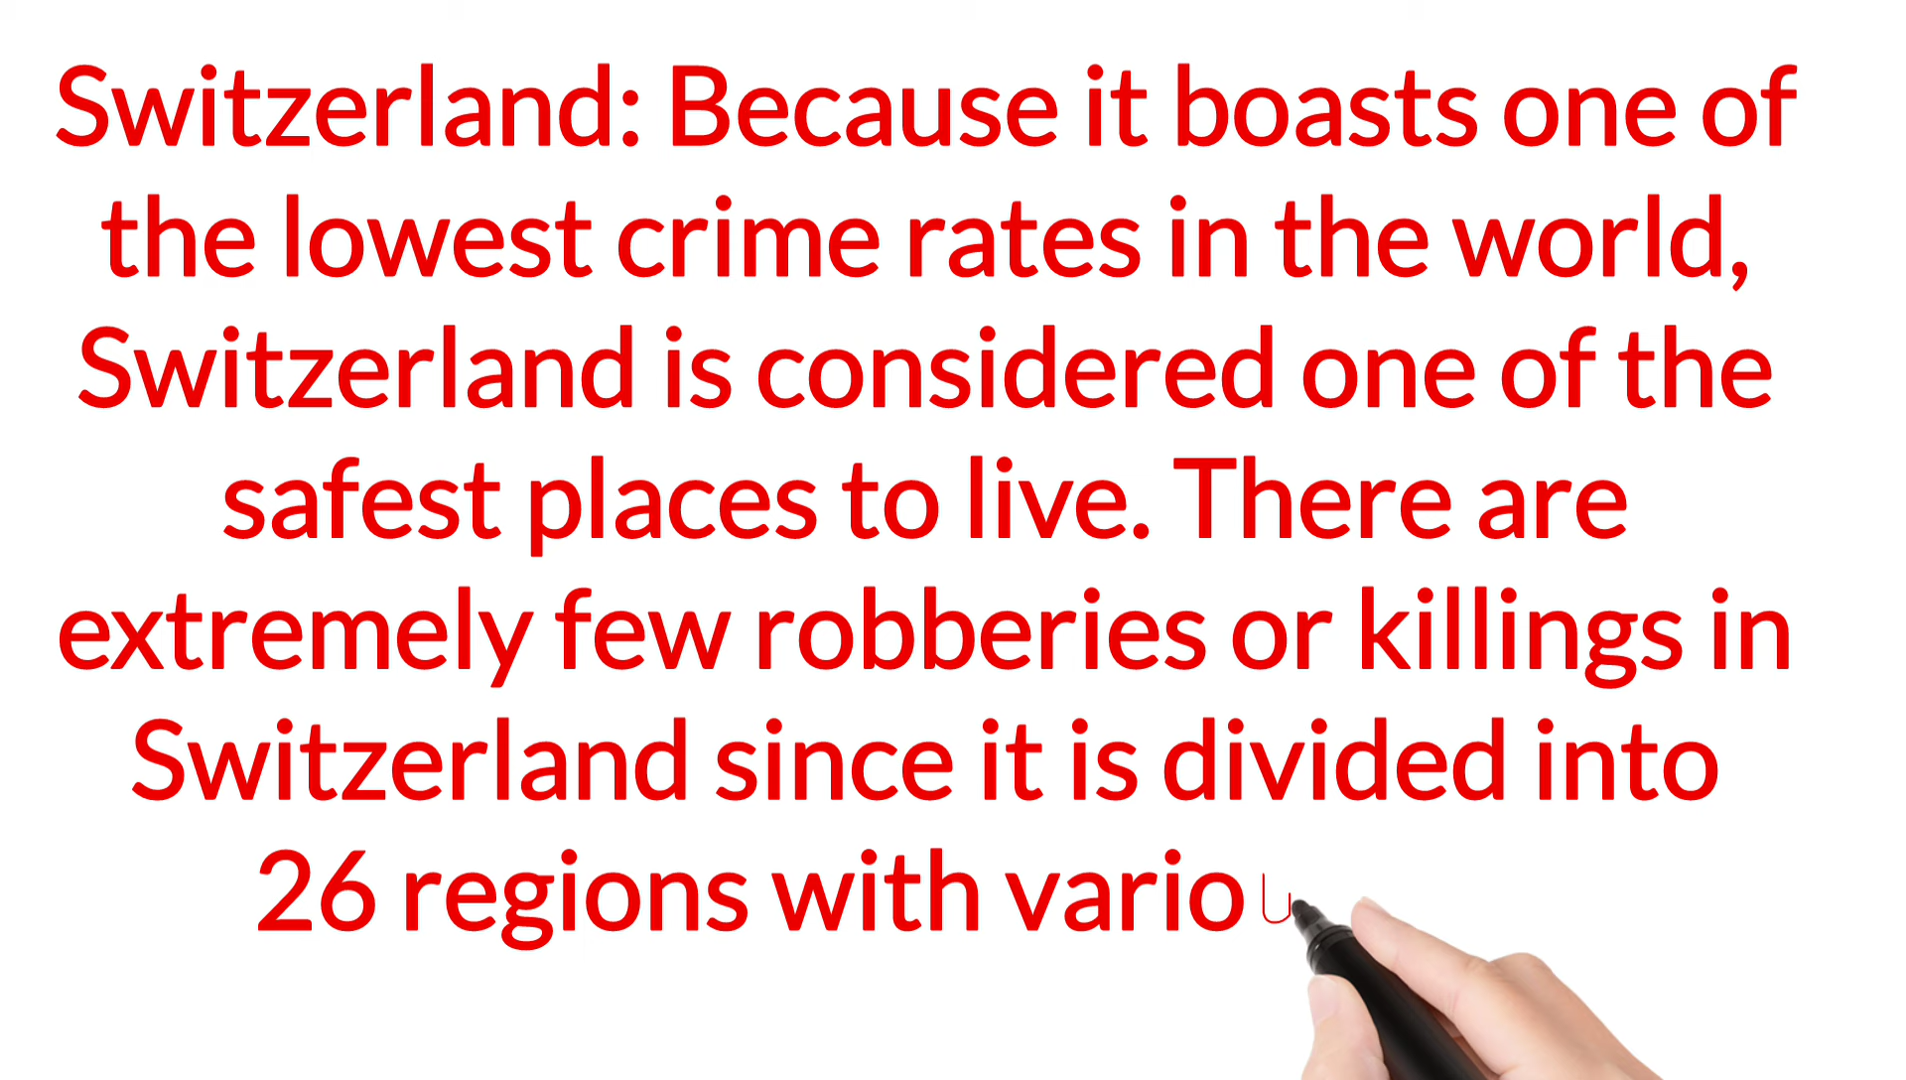 Switzerland: Because it boasts one of
the lowest crime rates in the world,
Switzerland is considered one of the
safest places to live. There are
extremely few robberies or killings in
Switzerland since it is divided into
26 regions with variou